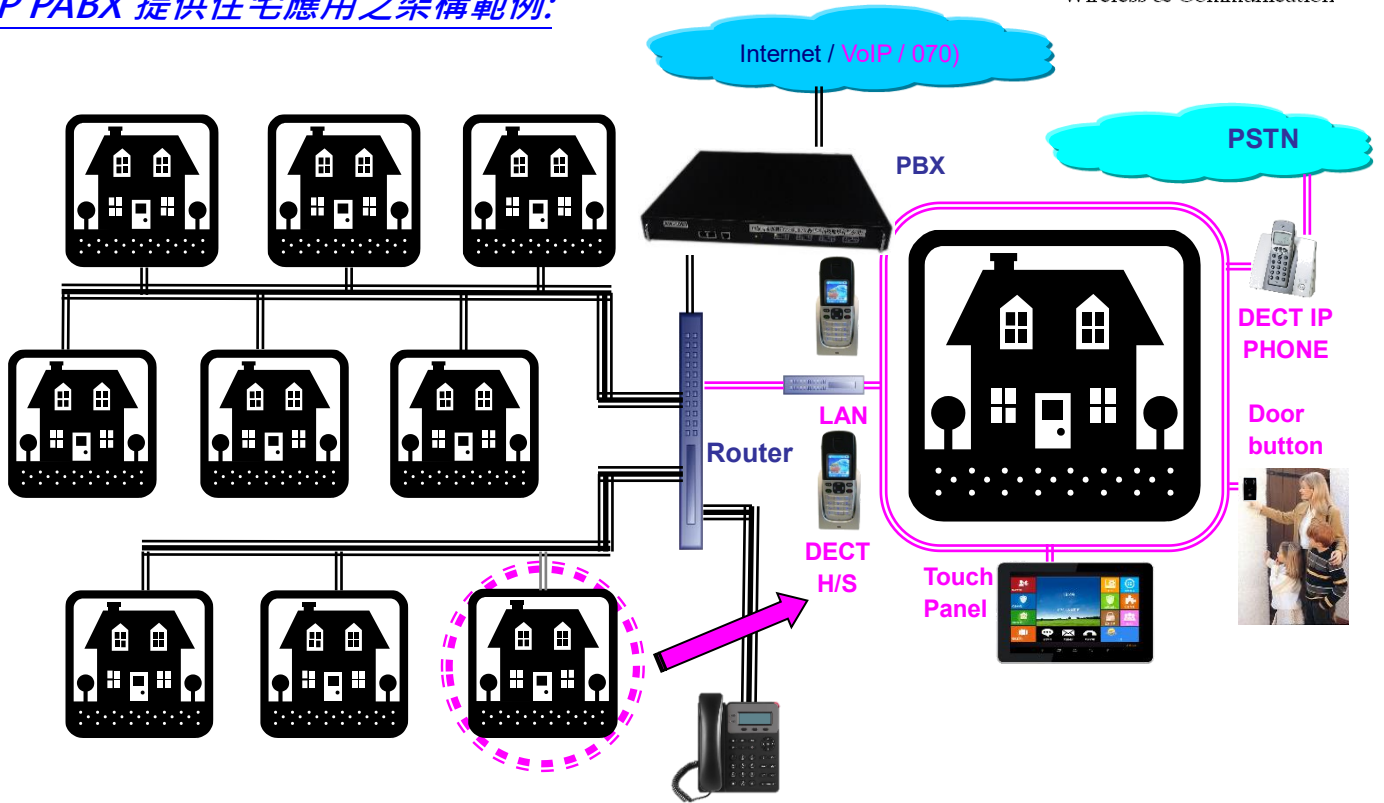 IP PABX 提供住宅應用之架構範例:
Internet / VoIP / 070)
PBX
PSTN
DECT IP
PHONE
LAN
Door
button
Router
DECT
H/S
Touch
Panel